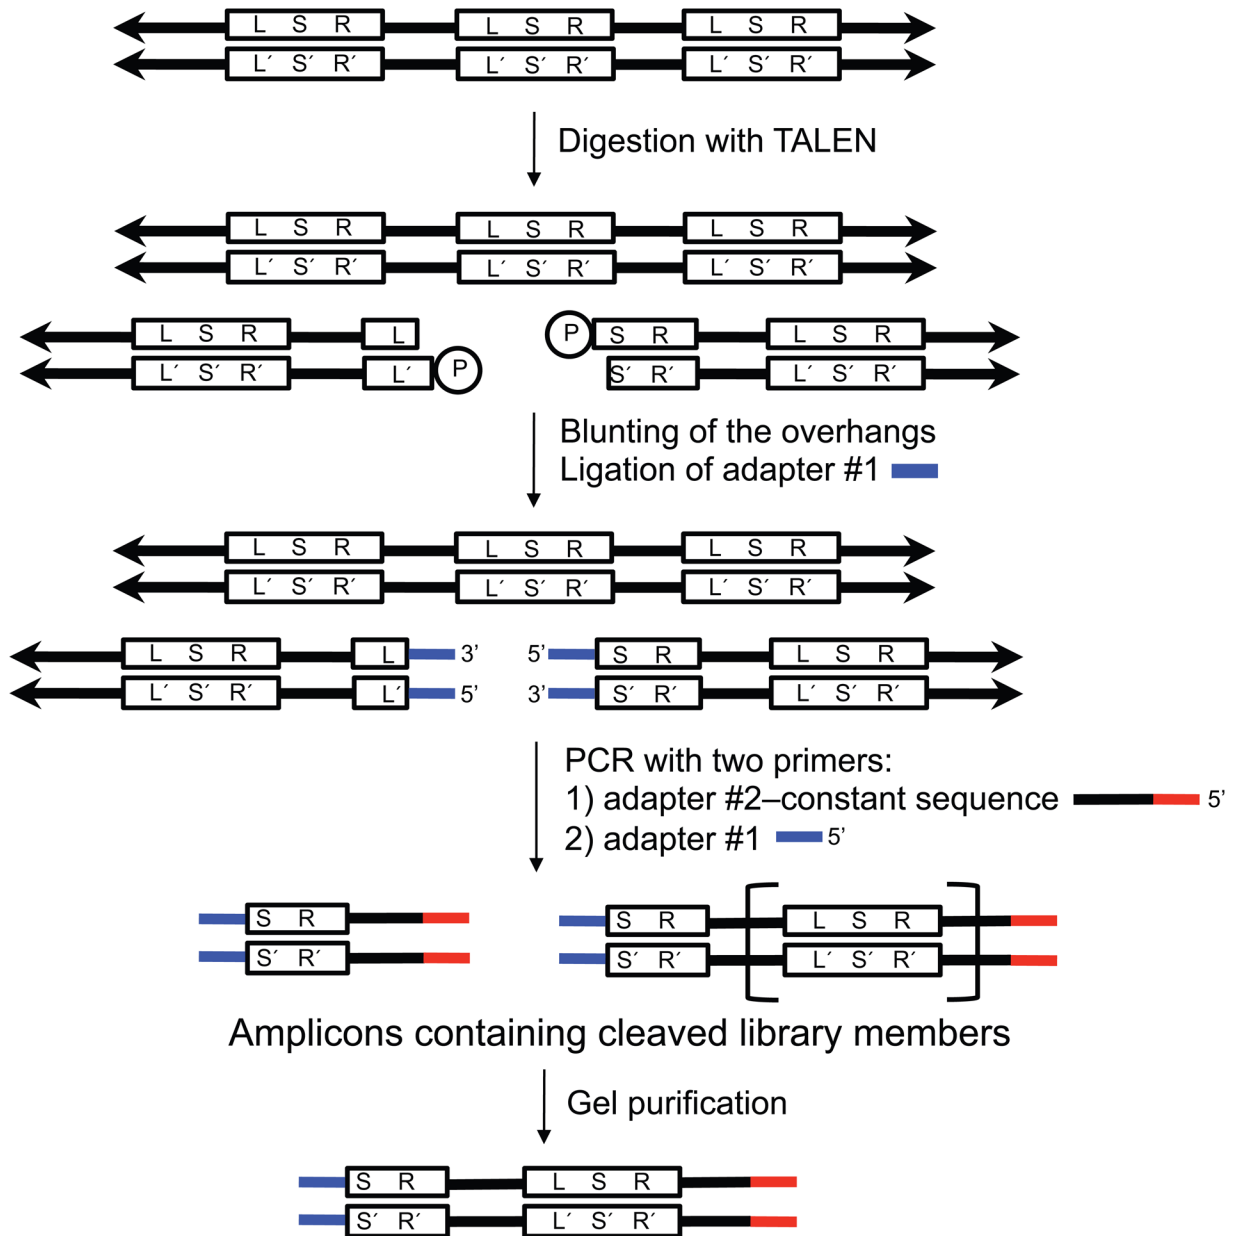 L S R L S R L S R
L′ S′ R′ L′ S′ R′ L′ S′ R′
Digestion with TALEN
L S R L S R L S R
L′ S′ R′ L′ S′ R′ L′ S′ R′
L S R L P S R L S R
L′ S′ R′ L′ P S′ R′ L′ S′ R′
Blunting of the overhangs
Ligation of adapter #1
L S R L S R L S R
L′ S′ R′ L′ S′ R′ L′ S′ R′
L S R L 3’ 5’ S R L S R
L′ S′ R′ L′ 5’ 3’ S′ R′ L′ S′ R′
PCR with two primers:
1) adapter #2–constant sequence 5’
2) adapter #1 5’
S R S R L S R
S′ R′ S′ R′ L′ S′ R′
Amplicons containing cleaved library members
Gel purification
S R L S R
S′ R′ L′ S′ R′